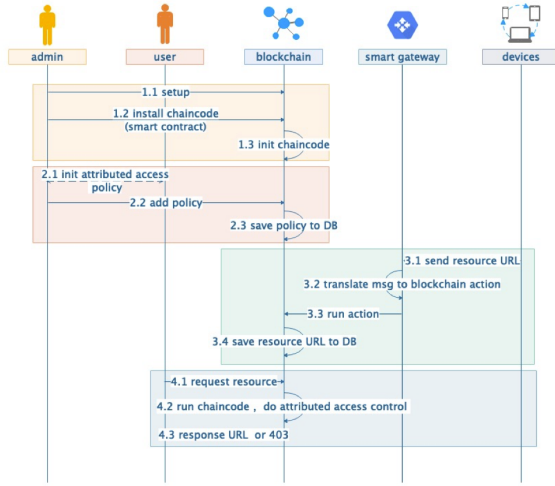 admin
user
blockchain
smart gateway
devices
1.1 setup
1.2 install chaincode
(smart contract)
1.3 init chaincode
2.1 init attributed access
policy
2.2 add policy
2.3 save policy to DB
3.1 send resource URL
3.2 translate msg to blockchain action
3.3 run action
3.4 save resource URL to DB
4.1 request resource
4.2 run chaincode , do attributed access control
4.3 response URL or 403